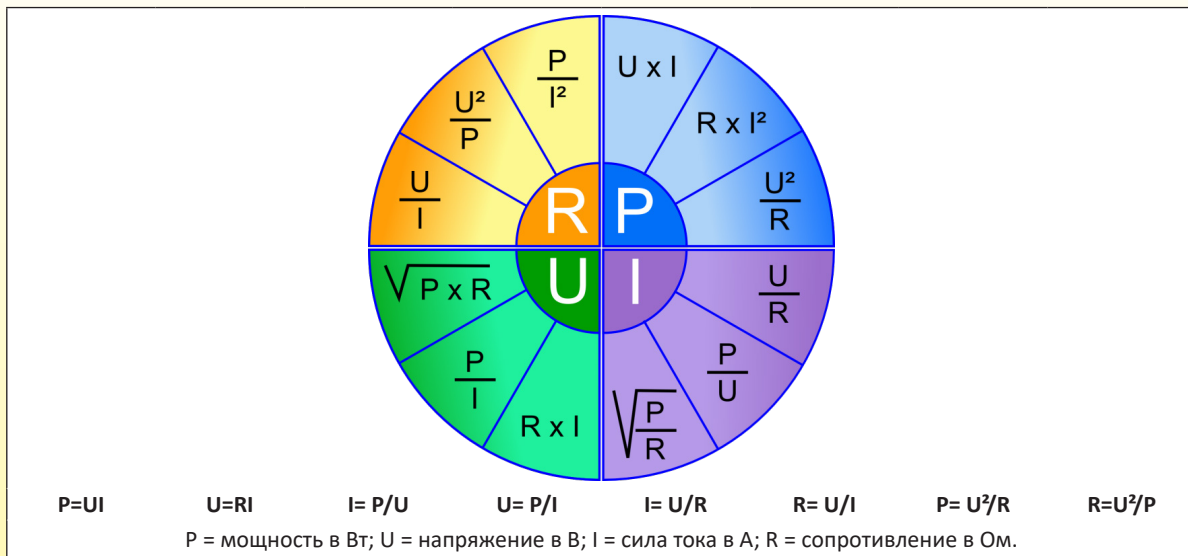 P
I²
U x I
U²
P
R x I²
U
I
U²
R
R P
U I
√P x R
U
R
P
I
P
U
R x I
√P
R
P=UI U=RI I= P/U U= P/I I= U/R R= U/I P= U²/R R=U²/P
P = мощность в Вт; U = напряжение в В; I = сила тока в А; R = сопротивление в Ом.